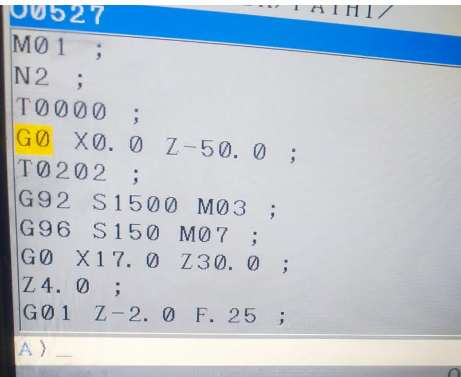 O0527
M01 ;
N2 ;
T0000 ;
G0 X0.0 Z-50.0 ;
T0202 ;
G92 S1500 M03 ;
G96 S150 M07 ;
G0 X17.0 Z30.0 ;
Z4.0 ;
G01 Z-2.0 F.25 ;
A)_